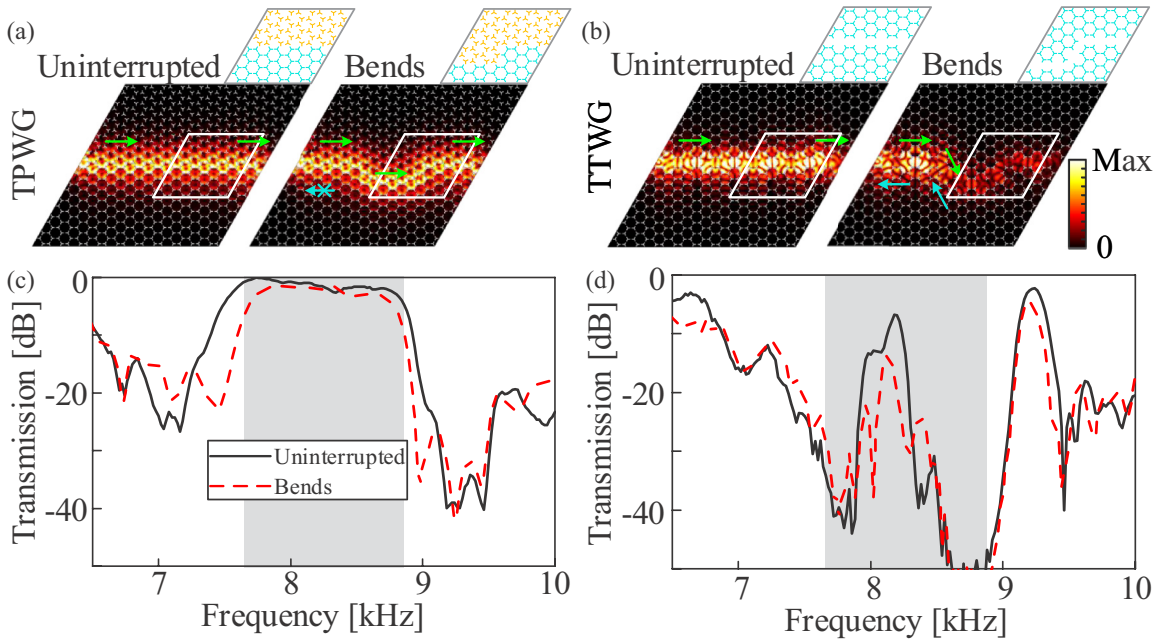 (a)
Uninterrupted
Bends
TPWG
(b)
Uninterrupted
Bends
TTWG
Max
0
(c)
0
-20
-40
Transmission [dB]
Uninterrupted
Bends
7
8
9
10
Frequency [kHz]
(d)
0
-20
-40
Transmission [dB]
7
8
9
10
Frequency [kHz]